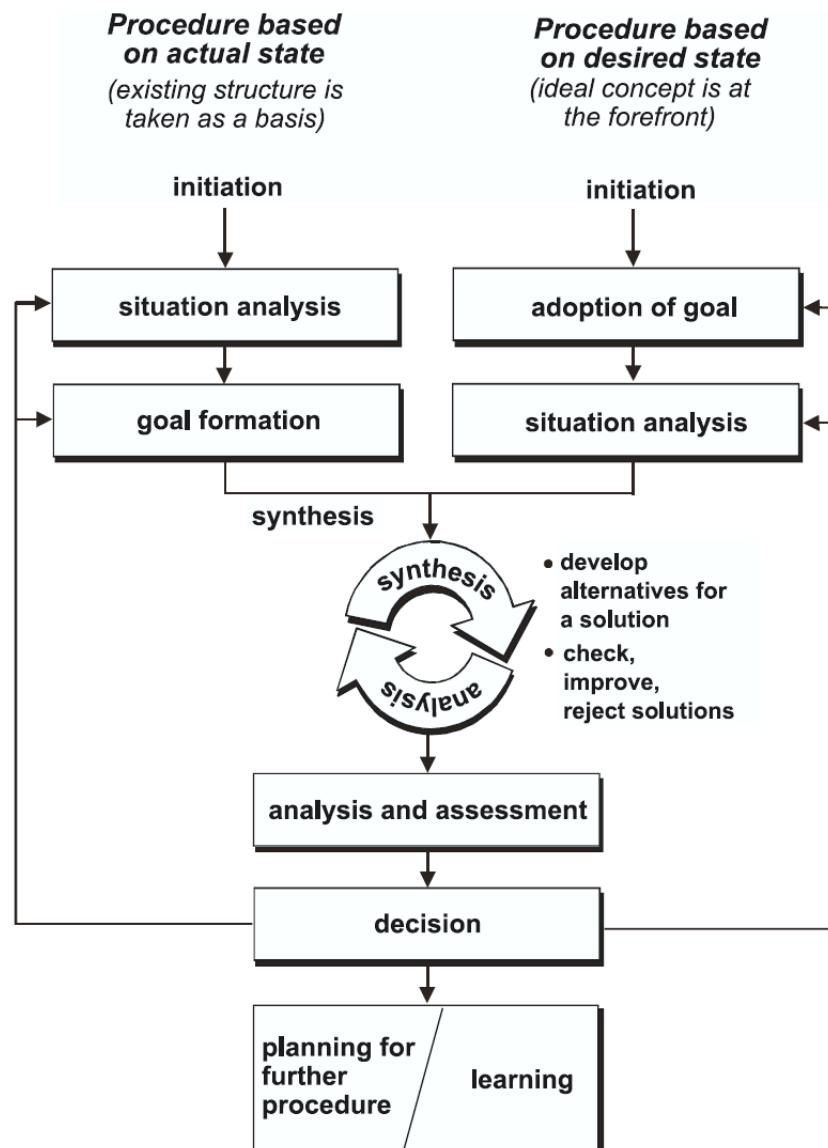 Procedure based
on actual state
(existing structure is
taken as a basis)
Procedure based
on desired state
(ideal concept is at
the forefront)
initiation
initiation
situation analysis
adoption of goal
goal formation
situation analysis
synthesis
synthesis
analysis
• develop
alternatives for
a solution
• check,
improve,
reject solutions
analysis and assessment
decision
planning for
further
procedure
learning